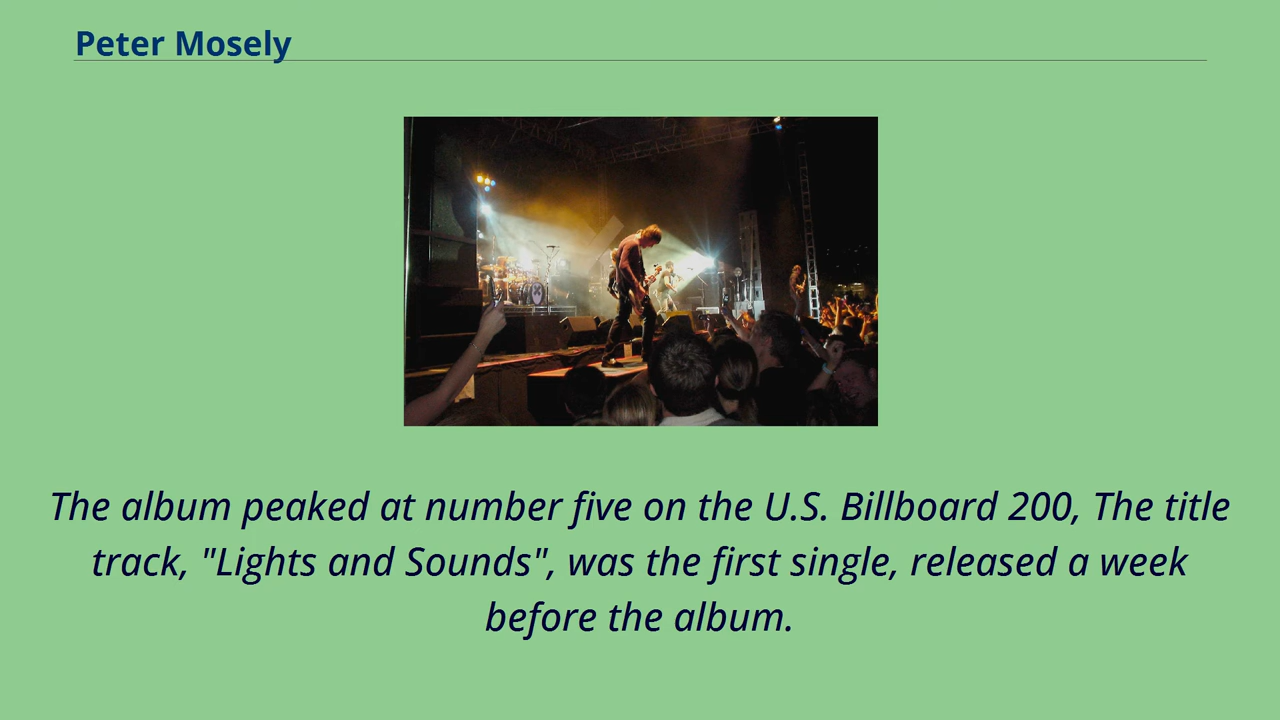 Peter Mosely
The album peaked at number five on the U.S. Billboard 200, The title
track, "Lights and Sounds", was the first single, released a week
before the album.